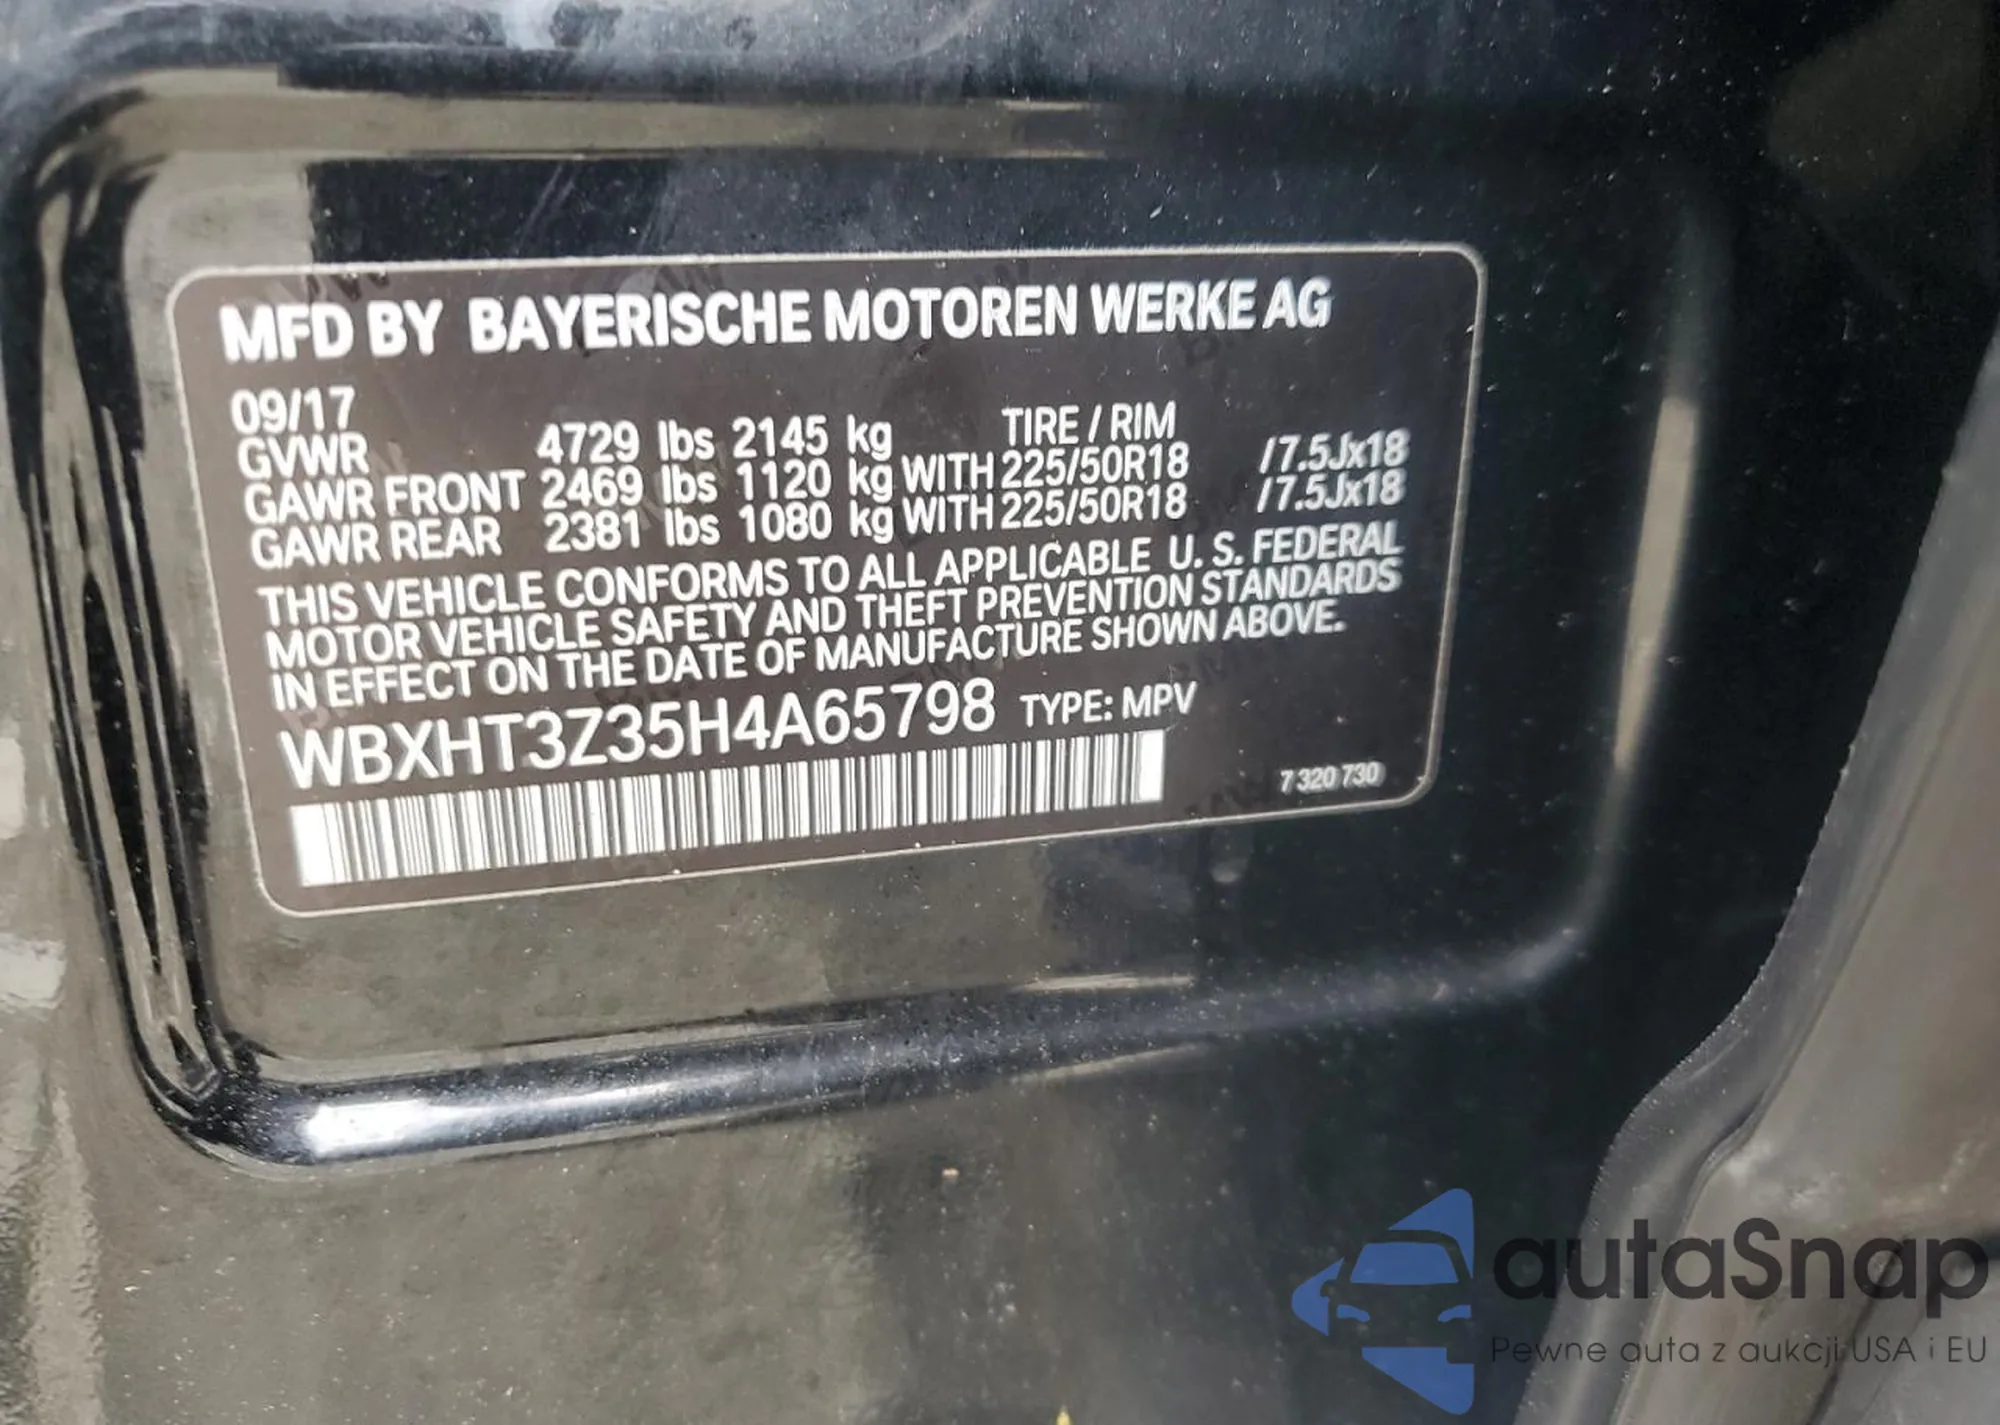 MFD BY BAYERISCHE MOTOREN WERKE AG
09/17 TIRE / RIM
GVWR 4729 lbs 2145 kg
GAWR FRONT 2469 lbs 1120 kg WITH 225/50R18 /7.5Jx18
GAWR REAR 2381 lbs 1080 kg WITH 225/50R18 /7.5Jx18
THIS VEHICLE CONFORMS TO ALL APPLICABLE U. S. FEDERAL
MOTOR VEHICLE SAFETY AND THEFT PREVENTION STANDARDS
IN EFFECT ON THE DATE OF MANUFACTURE SHOWN ABOVE.
WBXHT3Z35H4A65798 TYPE: MPV
7 320 730
autaSnap
Pewne auta z aukcji USA i EU